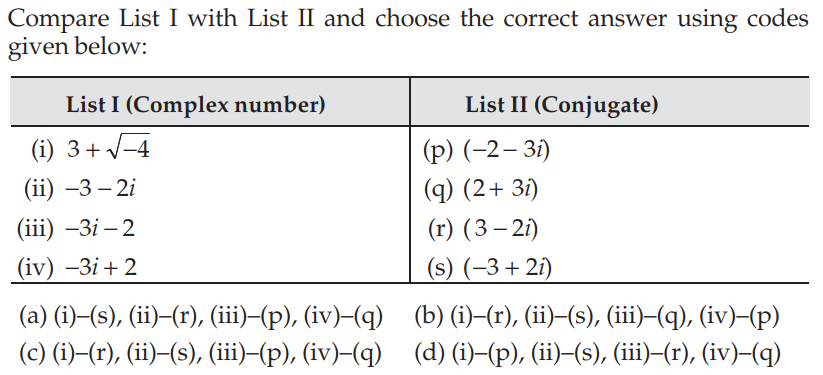 Compare List I with List II and choose the correct answer using codes
given below:
List I (Complex number) List II (Conjugate)
(i) 3 + √−4 (p) (−2 − 3i)
(ii) −3 − 2i (q) (2 + 3i)
(iii) −3i − 2 (r) (3 − 2i)
(iv) −3i + 2 (s) (−3 + 2i)
(a) (i)–(s), (ii)–(r), (iii)–(p), (iv)–(q) (b) (i)–(r), (ii)–(s), (iii)–(q), (iv)–(p)
(c) (i)–(r), (ii)–(s), (iii)–(p), (iv)–(q) (d) (i)–(p), (ii)–(s), (iii)–(r), (iv)–(q)